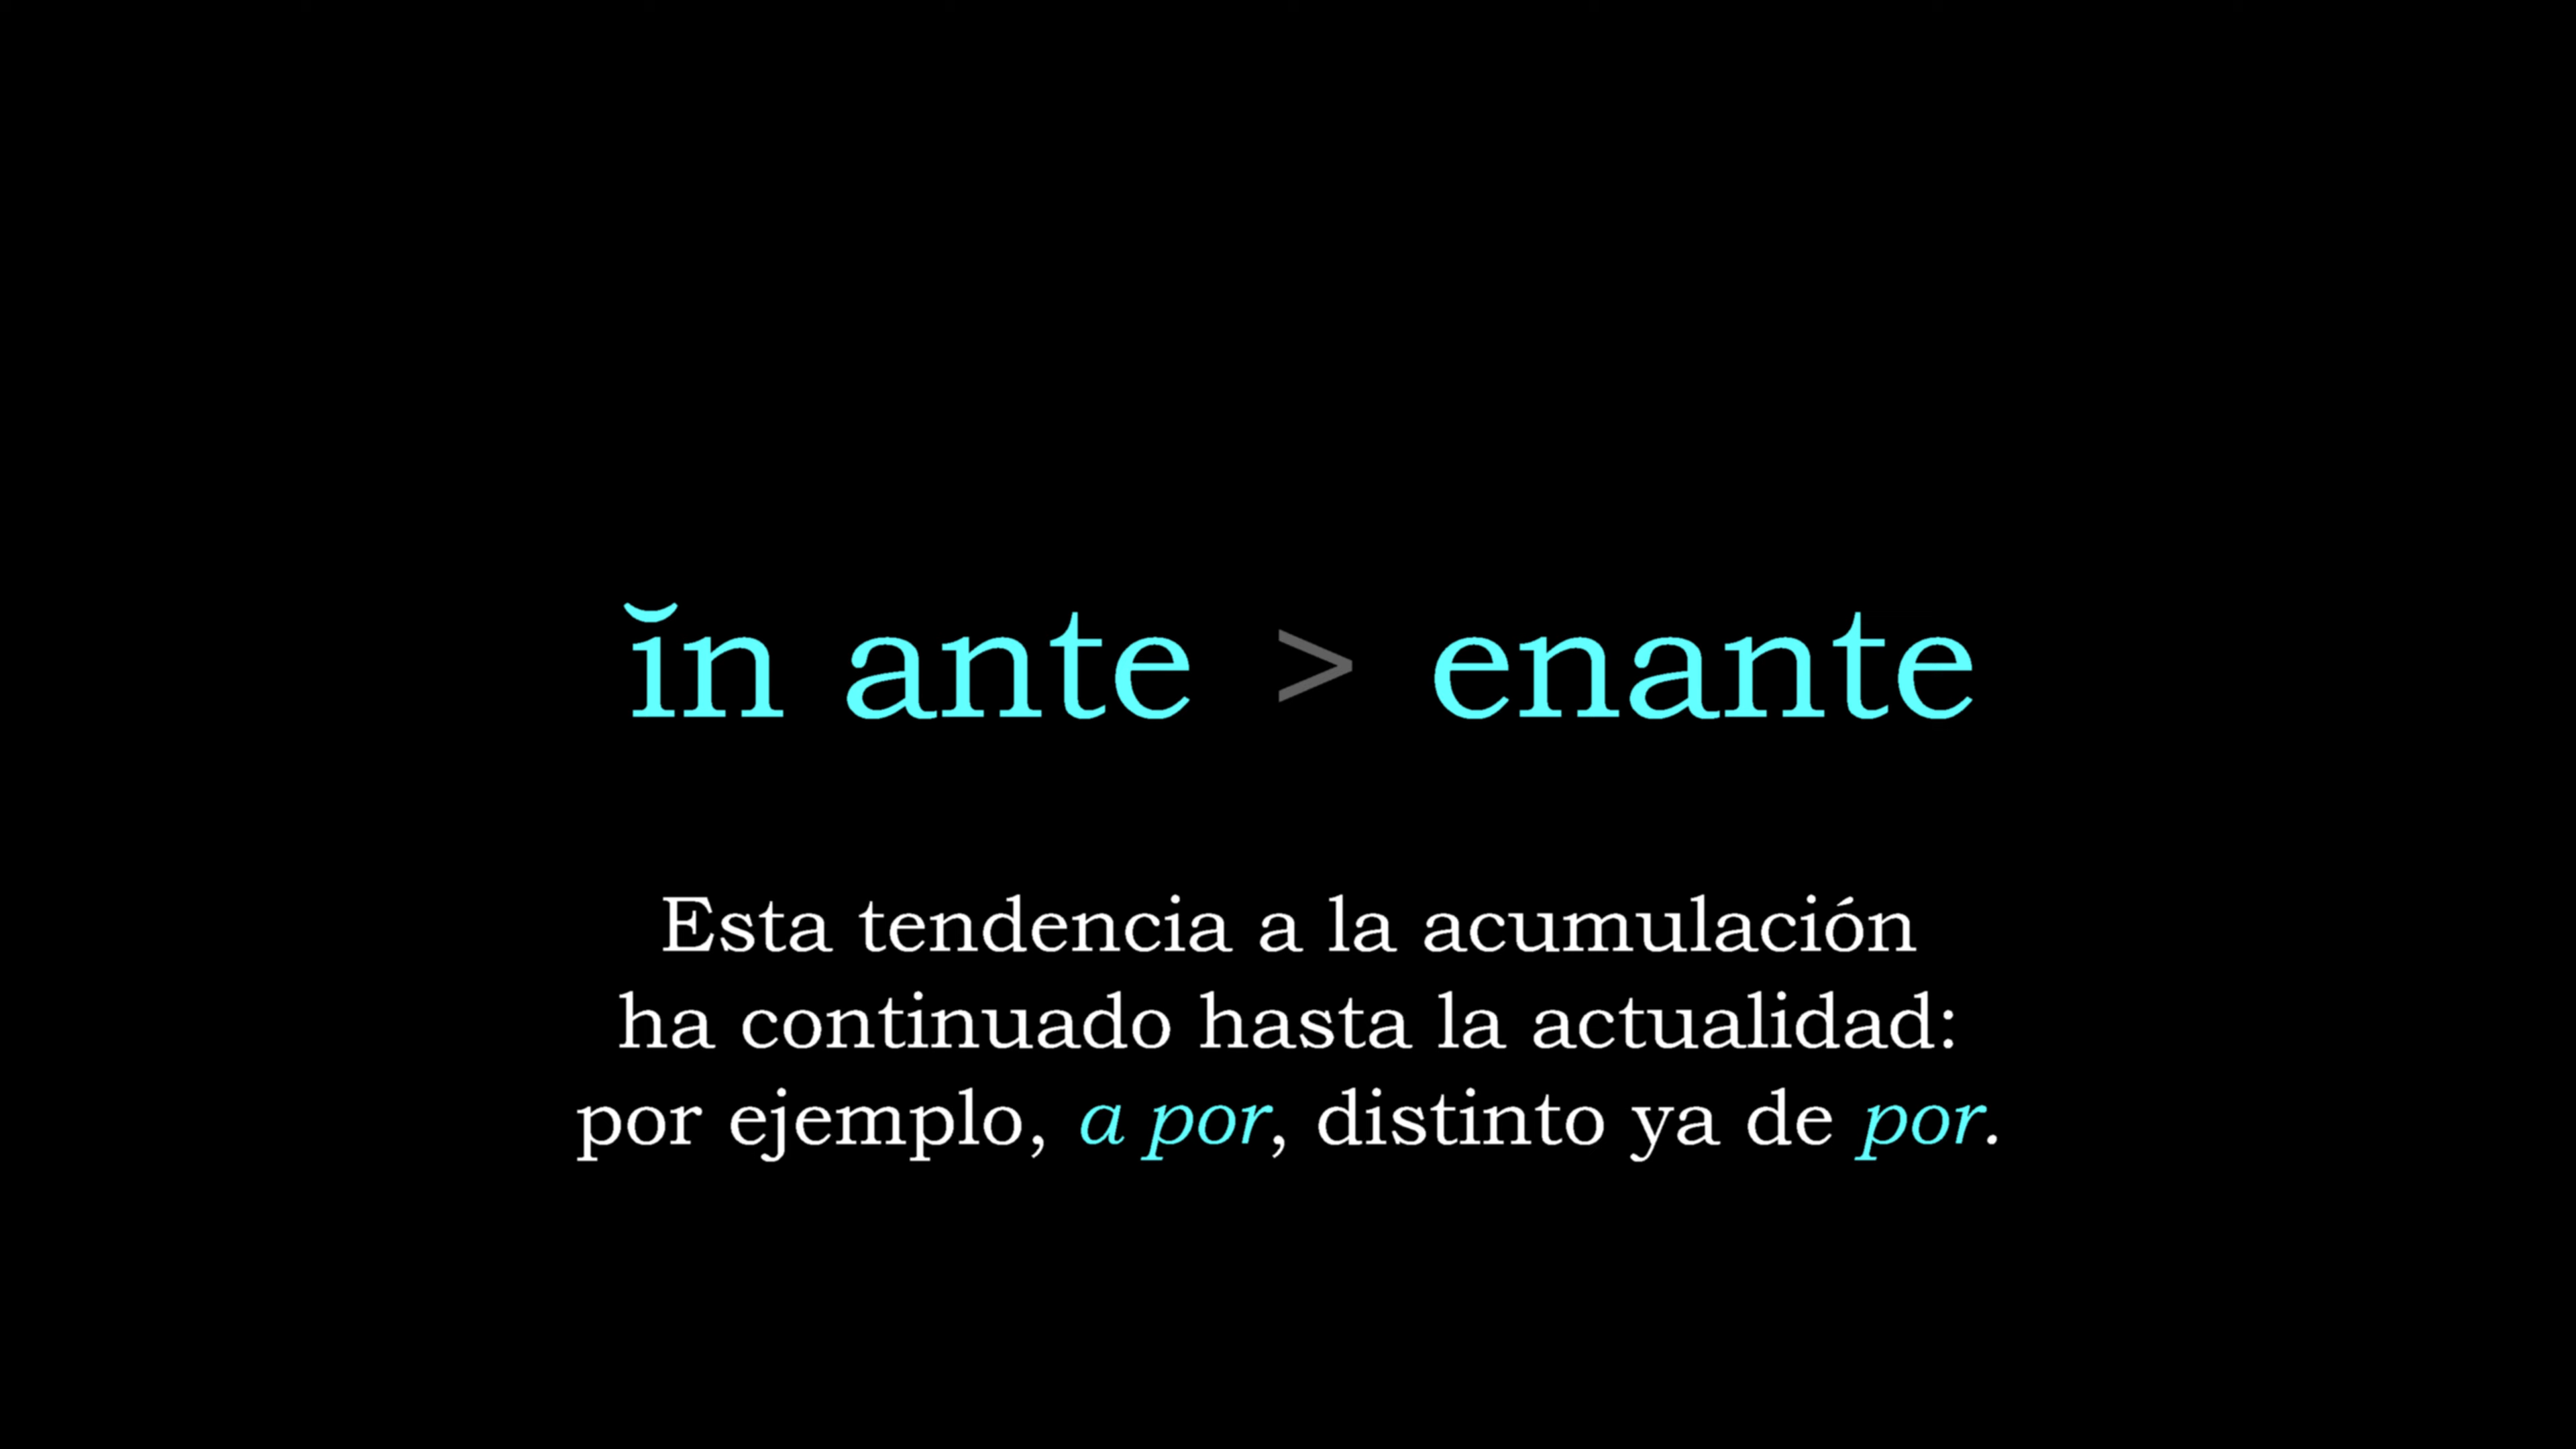 ĭn ante > enante
Esta tendencia a la acumulación
ha continuado hasta la actualidad:
por ejemplo, a por, distinto ya de por.